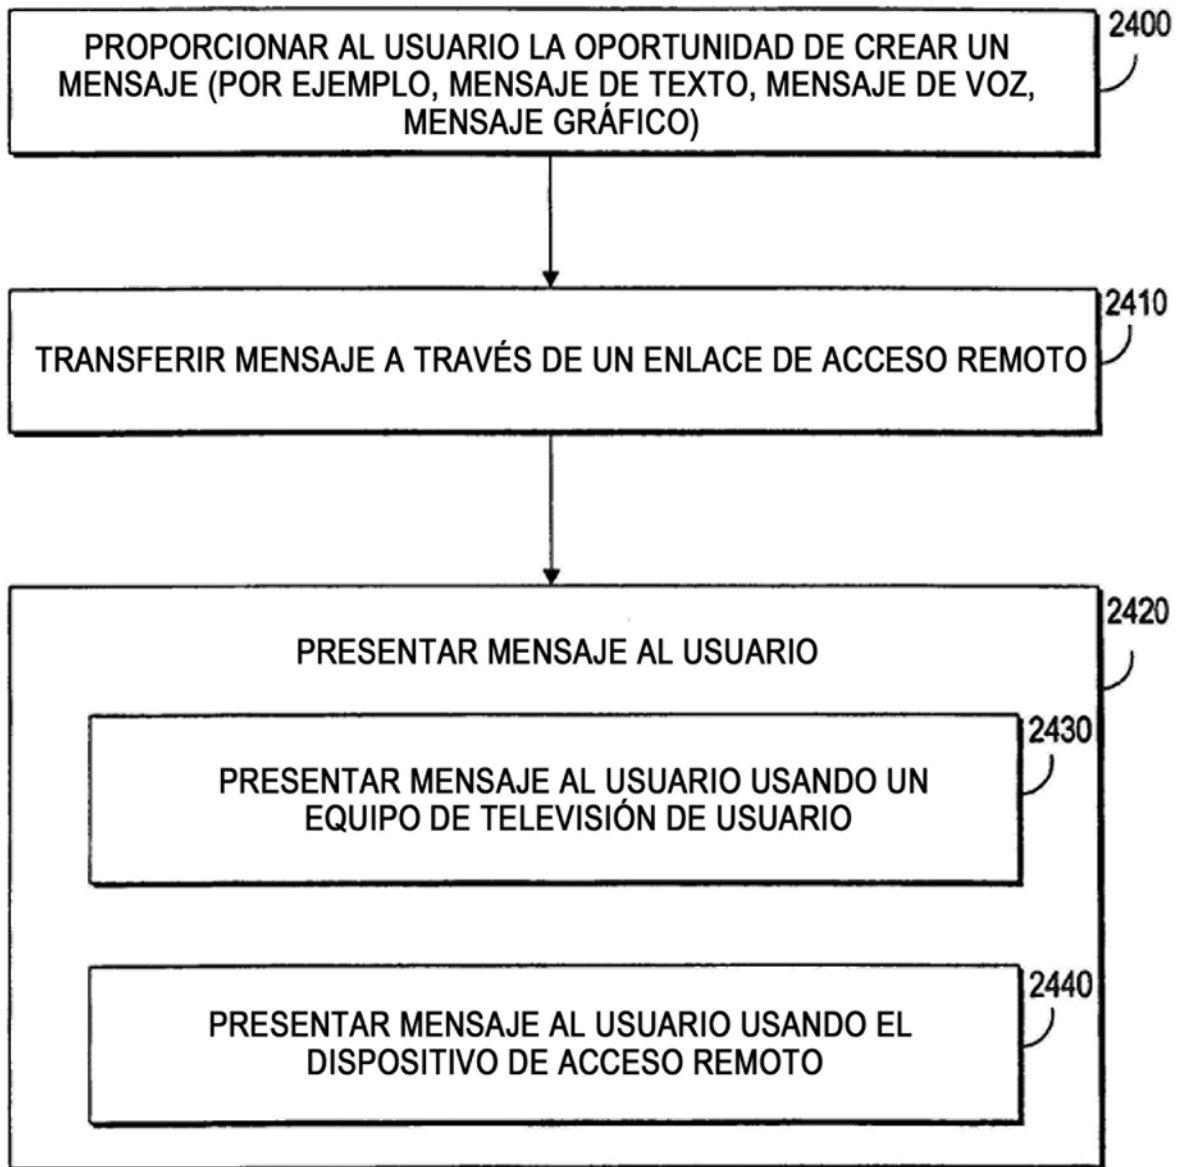 PROPORCIONAR AL USUARIO LA OPORTUNIDAD DE CREAR UN
MENSAJE (POR EJEMPLO, MENSAJE DE TEXTO, MENSAJE DE VOZ,
MENSAJE GRÁFICO)
2400
TRANSFERIR MENSAJE A TRAVÉS DE UN ENLACE DE ACCESO REMOTO
2410
PRESENTAR MENSAJE AL USUARIO
2420
PRESENTAR MENSAJE AL USUARIO USANDO UN
EQUIPO DE TELEVISIÓN DE USUARIO
2430
PRESENTAR MENSAJE AL USUARIO USANDO EL
DISPOSITIVO DE ACCESO REMOTO
2440